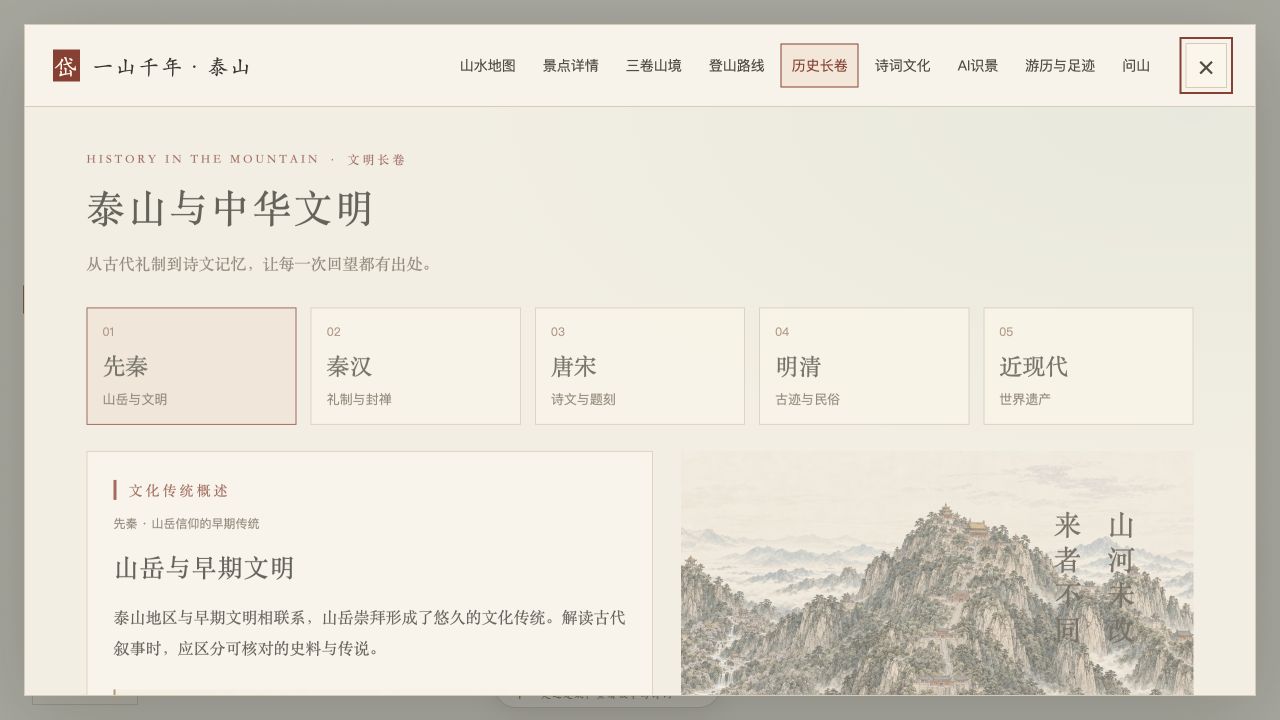 岱 一山千年 · 泰山
山水地图 景点详情 三卷山境 登山路线 历史长卷 诗词文化 AI识景 游历与足迹 问山 ×
HISTORY IN THE MOUNTAIN · 文明长卷
泰山与中华文明
从古代礼制到诗文记忆，让每一次回望都有出处。
01
先秦
山岳与文明
02
秦汉
礼制与封禅
03
唐宋
诗文与题刻
04
明清
古迹与民俗
05
近现代
世界遗产
文化传统概述
先秦 · 山岳信仰的早期传统
山岳与早期文明
泰山地区与早期文明相联系，山岳崇拜形成了悠久的文化传统。解读古代
叙事时，应区分可核对的史料与传说。
山河未改
来者不同